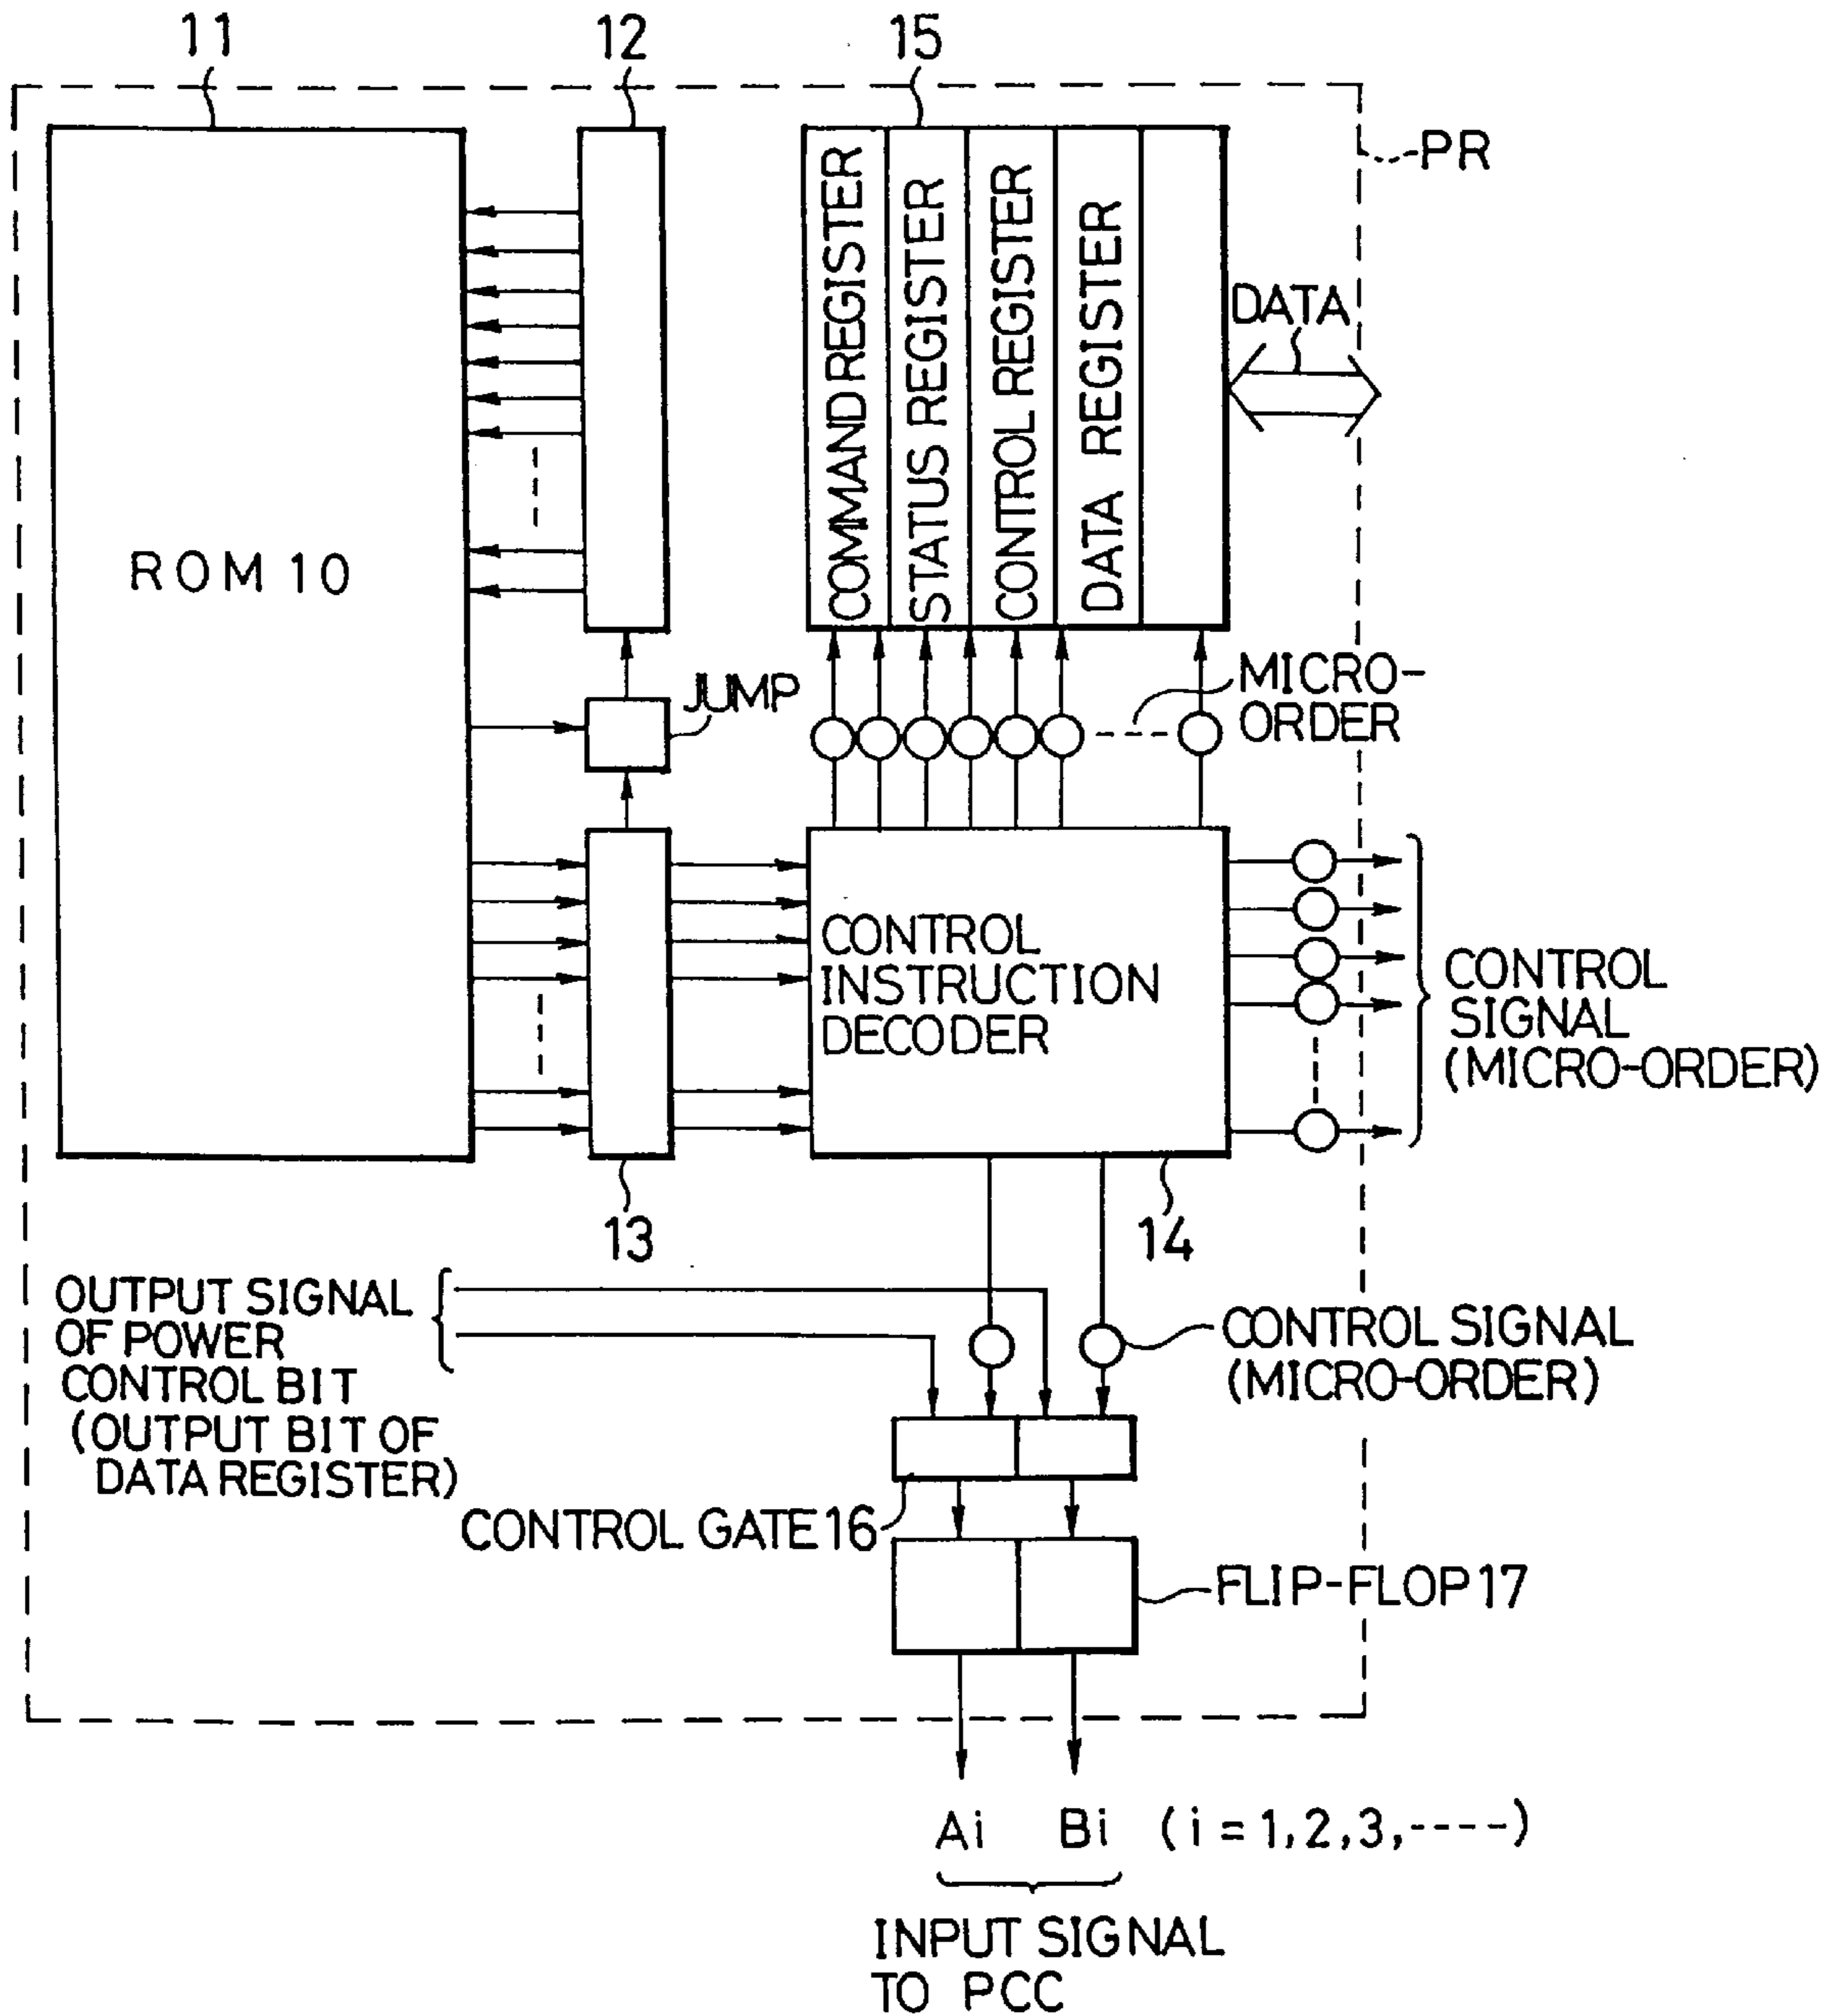 11
12
15
PR
COMMAND REGISTER
STATUS REGISTER
CONTROL REGISTER
DATA REGISTER
DATA
ROM 10
JUMP
MICRO-
ORDER
CONTROL
INSTRUCTION
DECODER
CONTROL
SIGNAL
(MICRO-ORDER)
13
14
OUTPUT SIGNAL
OF POWER
CONTROL BIT
(OUTPUT BIT OF
DATA REGISTER)
CONTROL SIGNAL
(MICRO-ORDER)
CONTROL GATE 16
FLIP-FLOP 17
Ai Bi (i = 1, 2, 3, ----)
INPUT SIGNAL
TO PCC